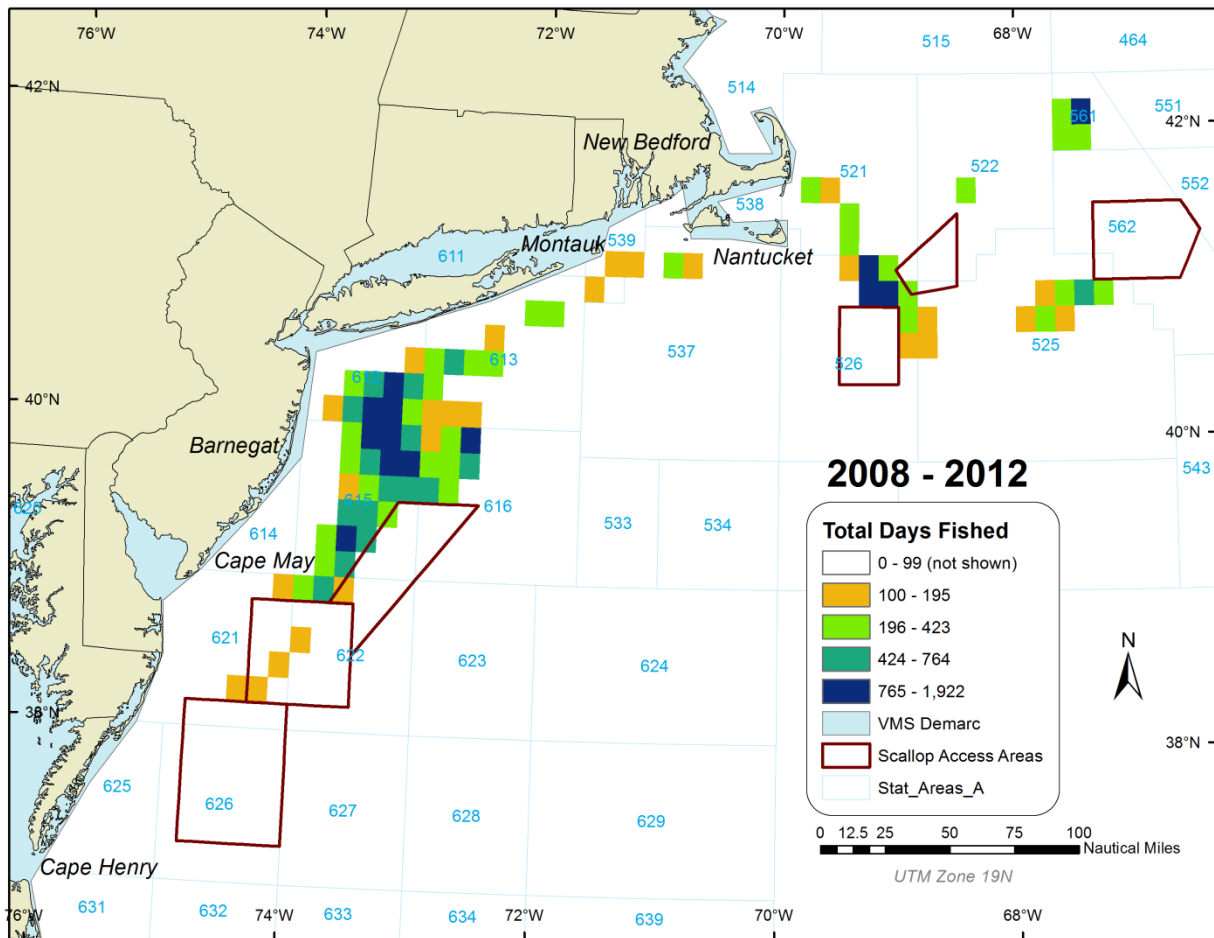 76°W
74°W
72°W
70°W
68°W
515
464
42°N
514
551
561
42°N
New Bedford
521
522
552
538
562
539
Montauk
611
Nantucket
613
537
525
612
526
40°N
40°N
Barnegat
543
2008 - 2012
615
616
533
534
614
Total Days Fished
0 - 99 (not shown)
100 - 195
196 - 423
424 - 764
765 - 1,922
VMS Demarc
Scallop Access Areas
Stat_Areas_A
Cape May
621
622
623
624
N
38°N
38°N
625
626
627
628
629
0 12.5 25 50 75 100
Nautical Miles
UTM Zone 19N
Cape Henry
631
632
633
634
639
76°W
74°W
72°W
70°W
68°W